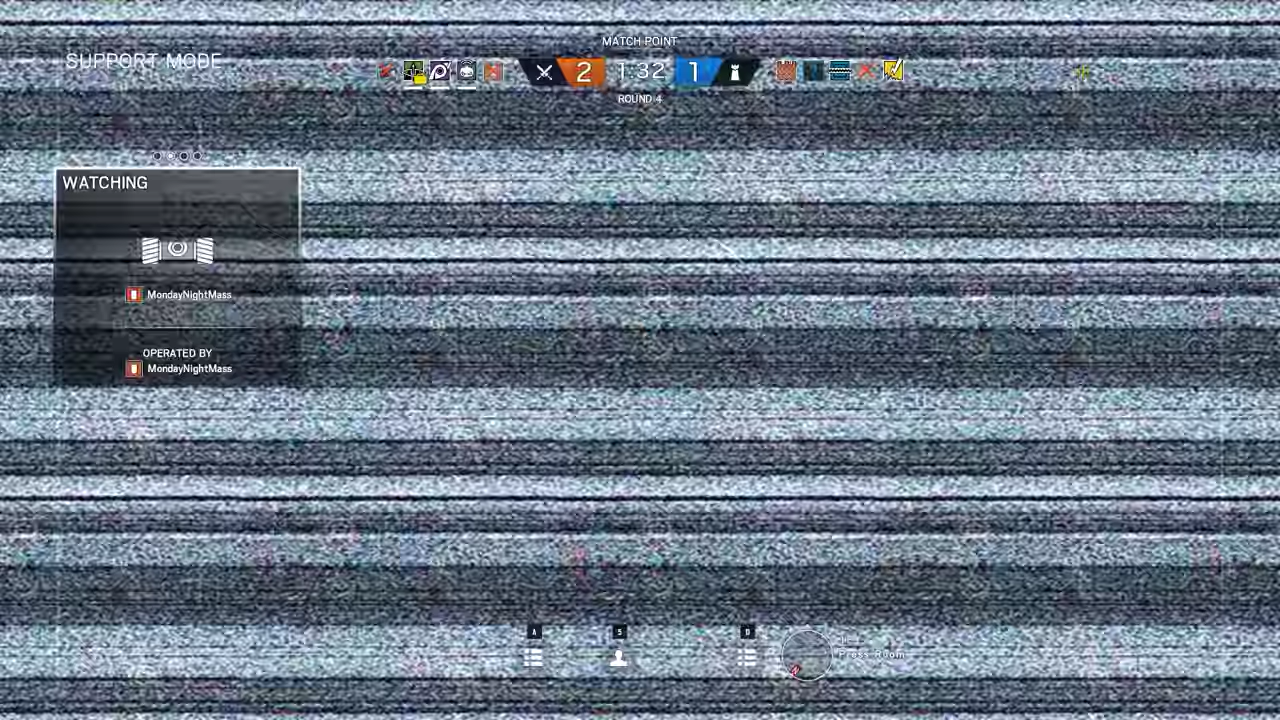 MATCH POINT
SUPPORT MODE
2 1:32 1
ROUND 4
WATCHING
MondayNightMass
OPERATED BY
MondayNightMass
A S D
Press Room